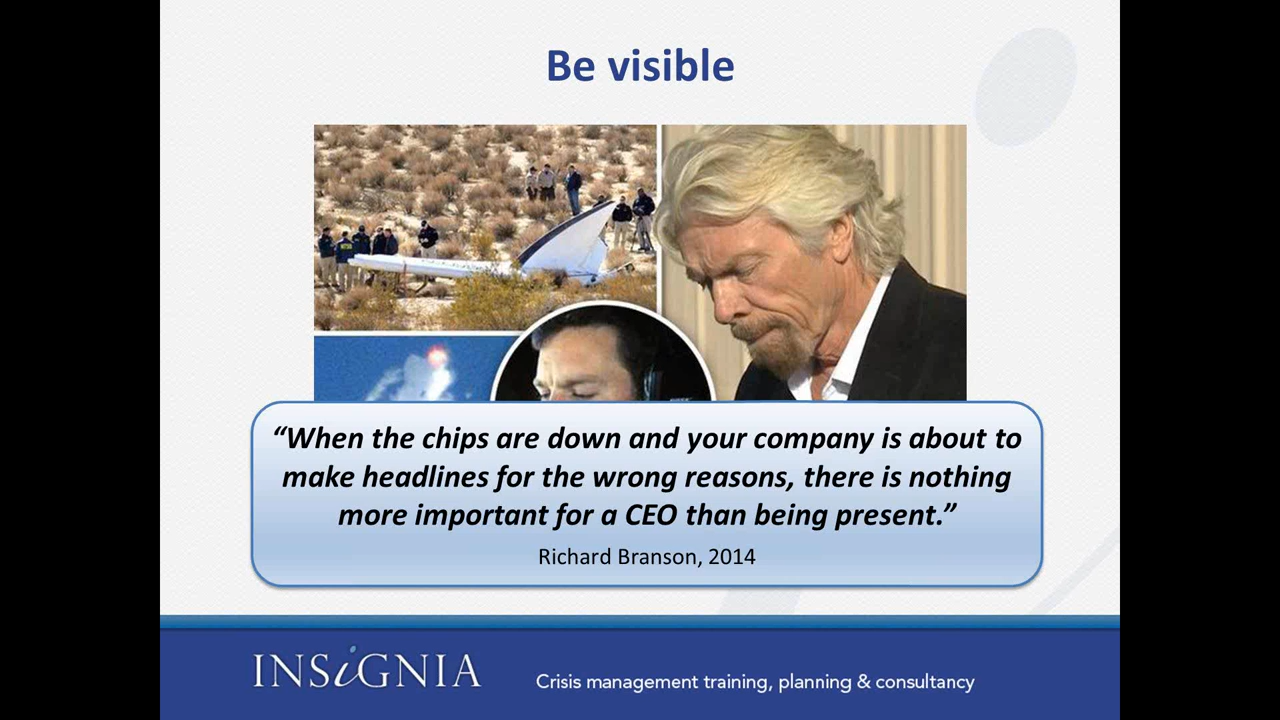 Be visible
“When the chips are down and your company is about to
make headlines for the wrong reasons, there is nothing
more important for a CEO than being present.”
Richard Branson, 2014
INSiGNIA
Crisis management training, planning & consultancy